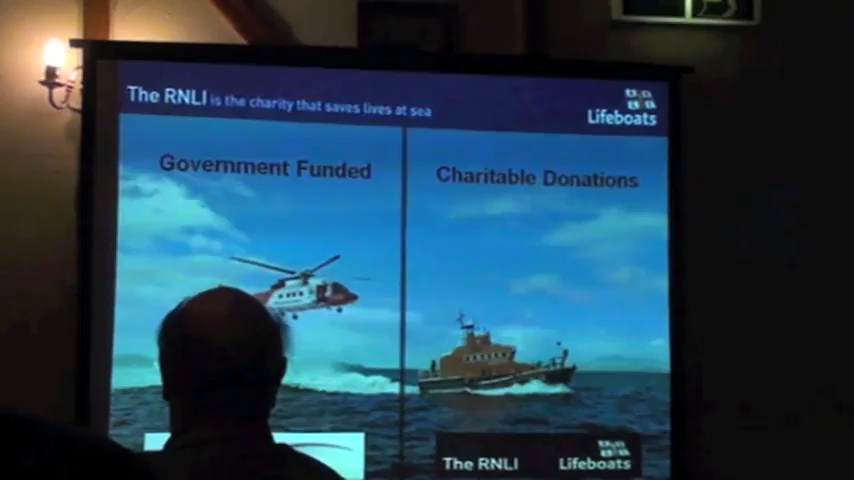 The RNLI is the charity that saves lives at sea
Lifeboats
Government Funded
Charitable Donations
The RNLI
Lifeboats